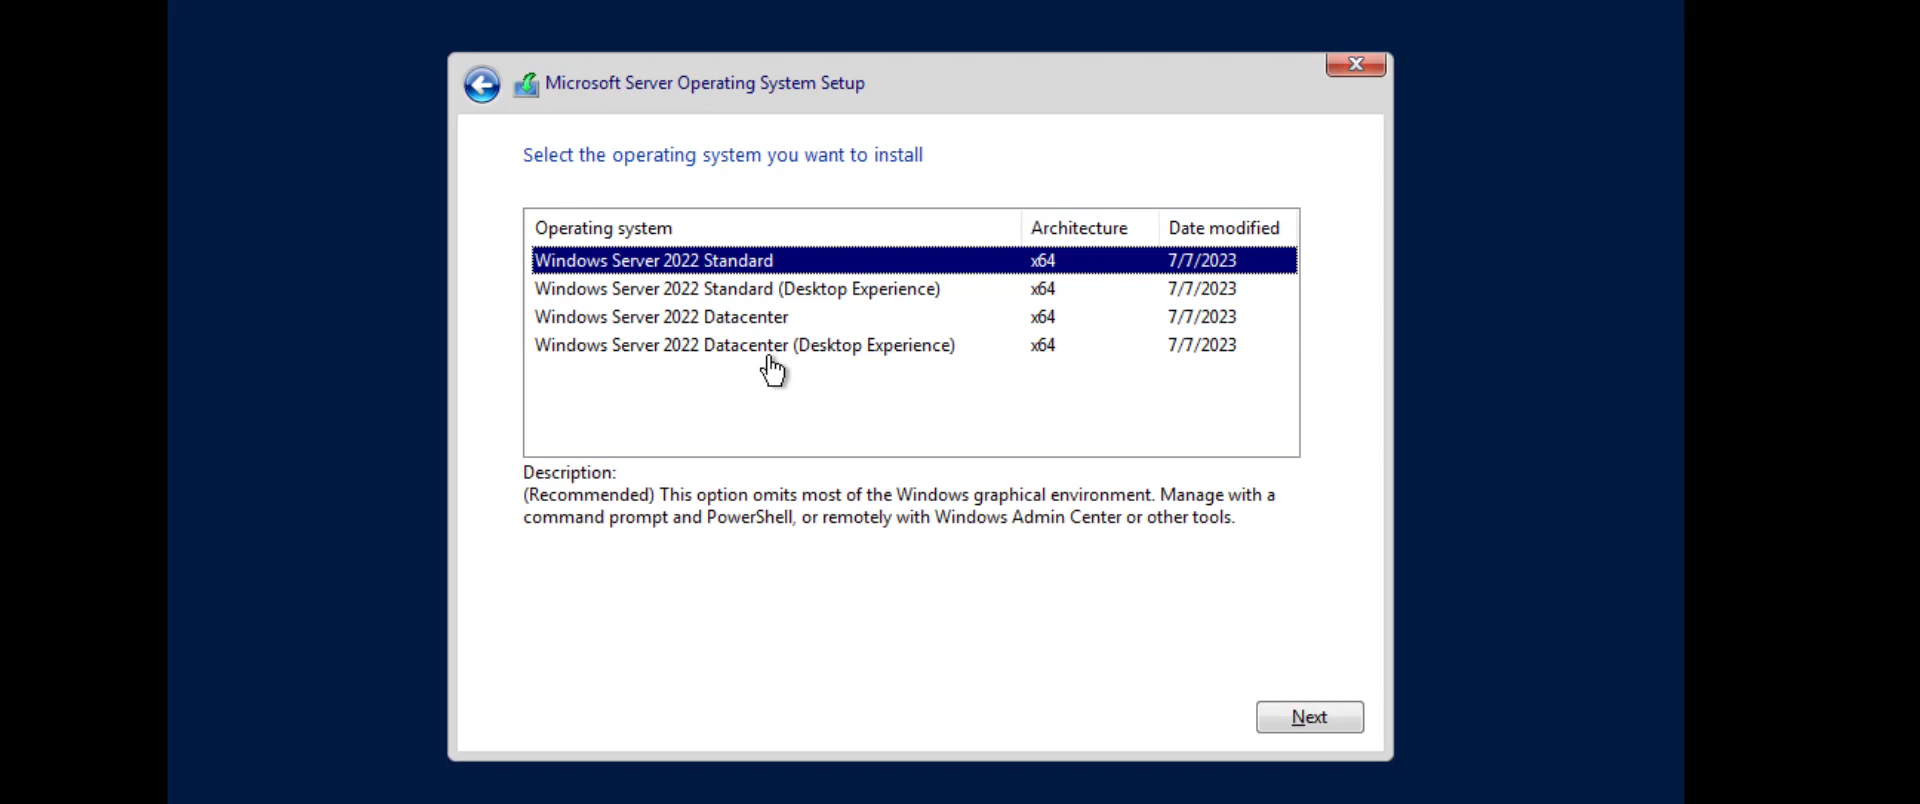 Microsoft Server Operating System Setup
Select the operating system you want to install
Operating system Architecture Date modified
Windows Server 2022 Standard x64 7/7/2023
Windows Server 2022 Standard (Desktop Experience) x64 7/7/2023
Windows Server 2022 Datacenter x64 7/7/2023
Windows Server 2022 Datacenter (Desktop Experience) x64 7/7/2023
Description:
(Recommended) This option omits most of the Windows graphical environment. Manage with a
command prompt and PowerShell, or remotely with Windows Admin Center or other tools.
Next